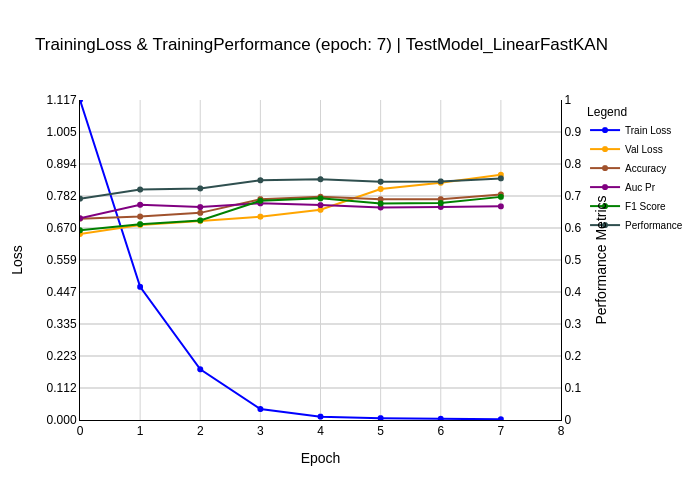 TrainingLoss & TrainingPerformance (epoch: 7) | TestModel_LinearFastKAN
1.117
1.005
0.894
0.782
0.670
0.559
0.447
0.335
0.223
0.112
0.000
Loss
0
1
2
3
4
5
6
7
8
Epoch
1
0.9
0.8
0.7
0.6
0.5
0.4
0.3
0.2
0.1
0
Performance Metrics
Legend
Train Loss
Val Loss
Accuracy
Auc Pr
F1 Score
Performance